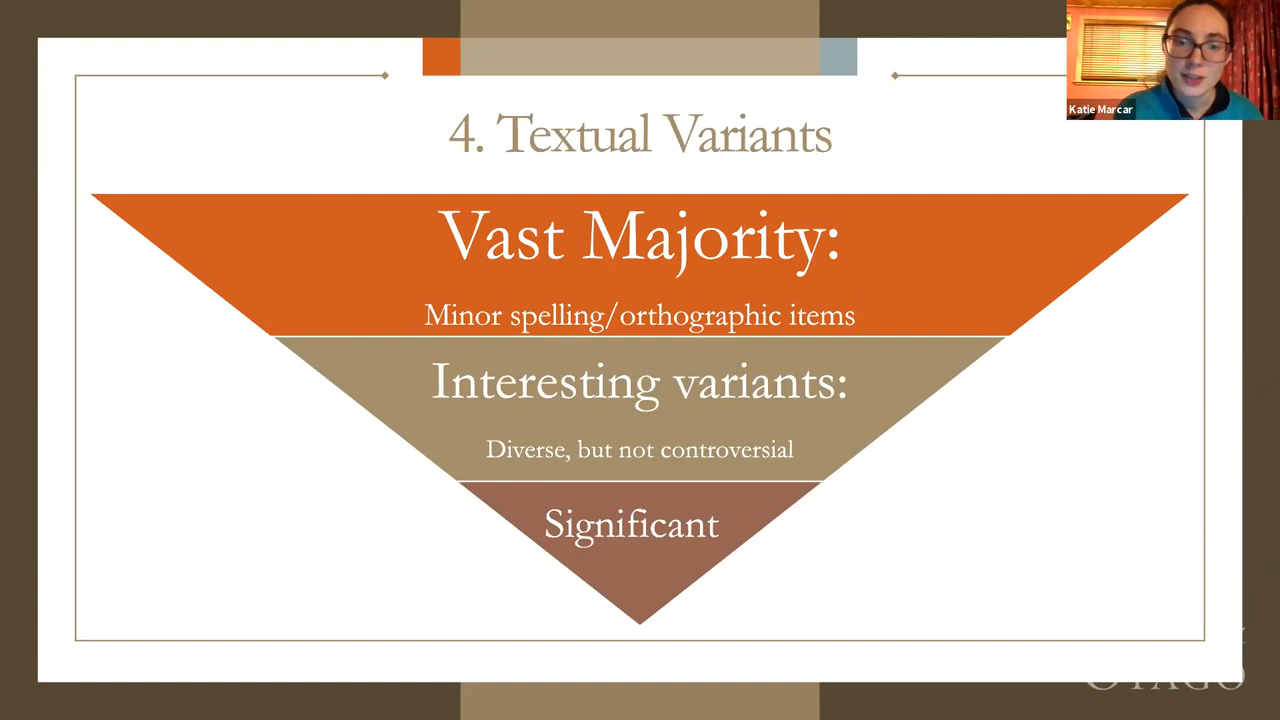 Katie Marcar
4. Textual Variants
Vast Majority:
Minor spelling/orthographic items
Interesting variants:
Diverse, but not controversial
Significant
OTAGO